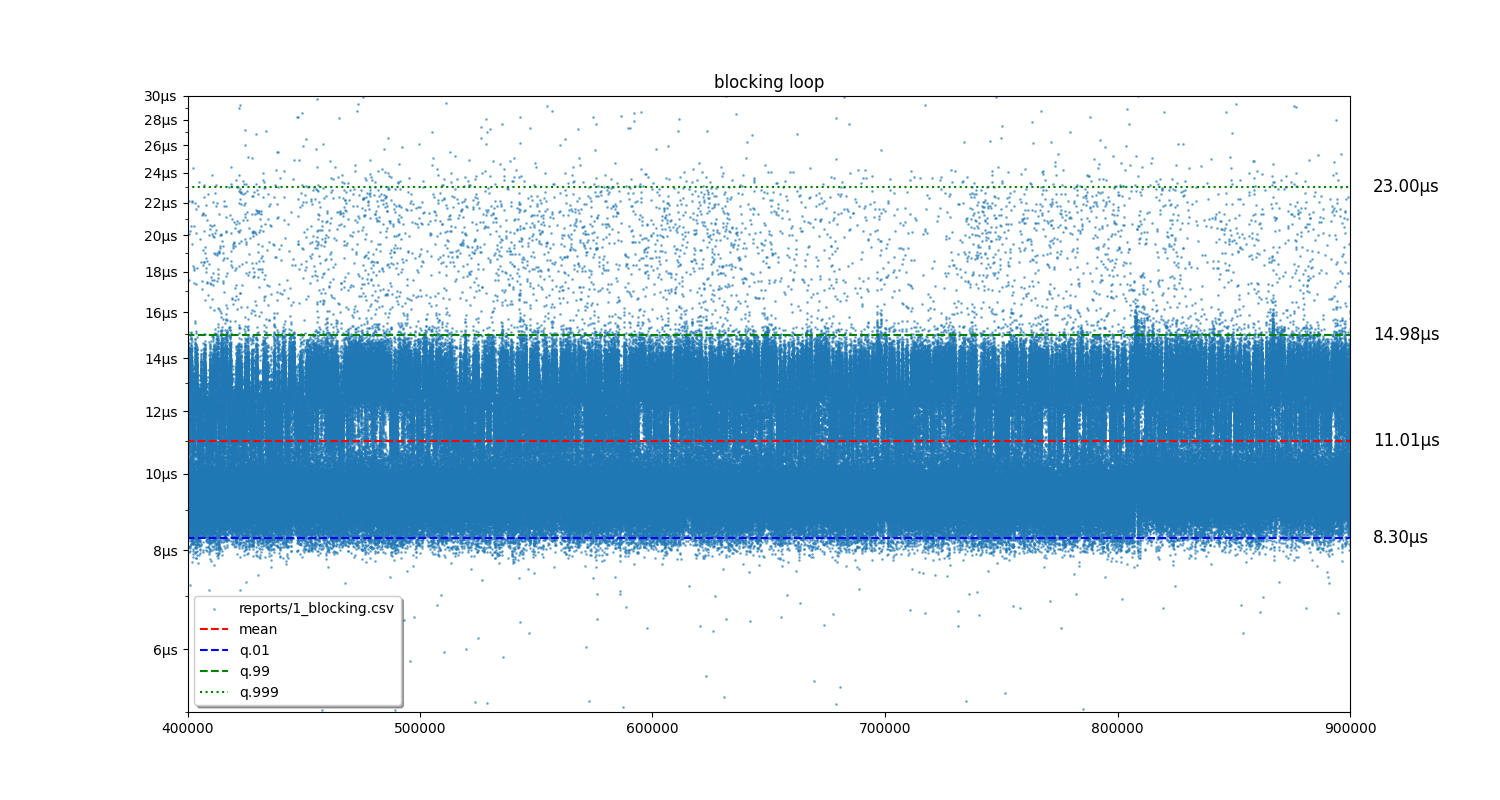 blocking loop
30µs
28µs
26µs
24µs
22µs
20µs
18µs
16µs
14µs
12µs
10µs
8µs
6µs
23.00µs
14.98µs
11.01µs
8.30µs
reports/1_blocking.csv
mean
q.01
q.99
q.999
400000 500000 600000 700000 800000 900000